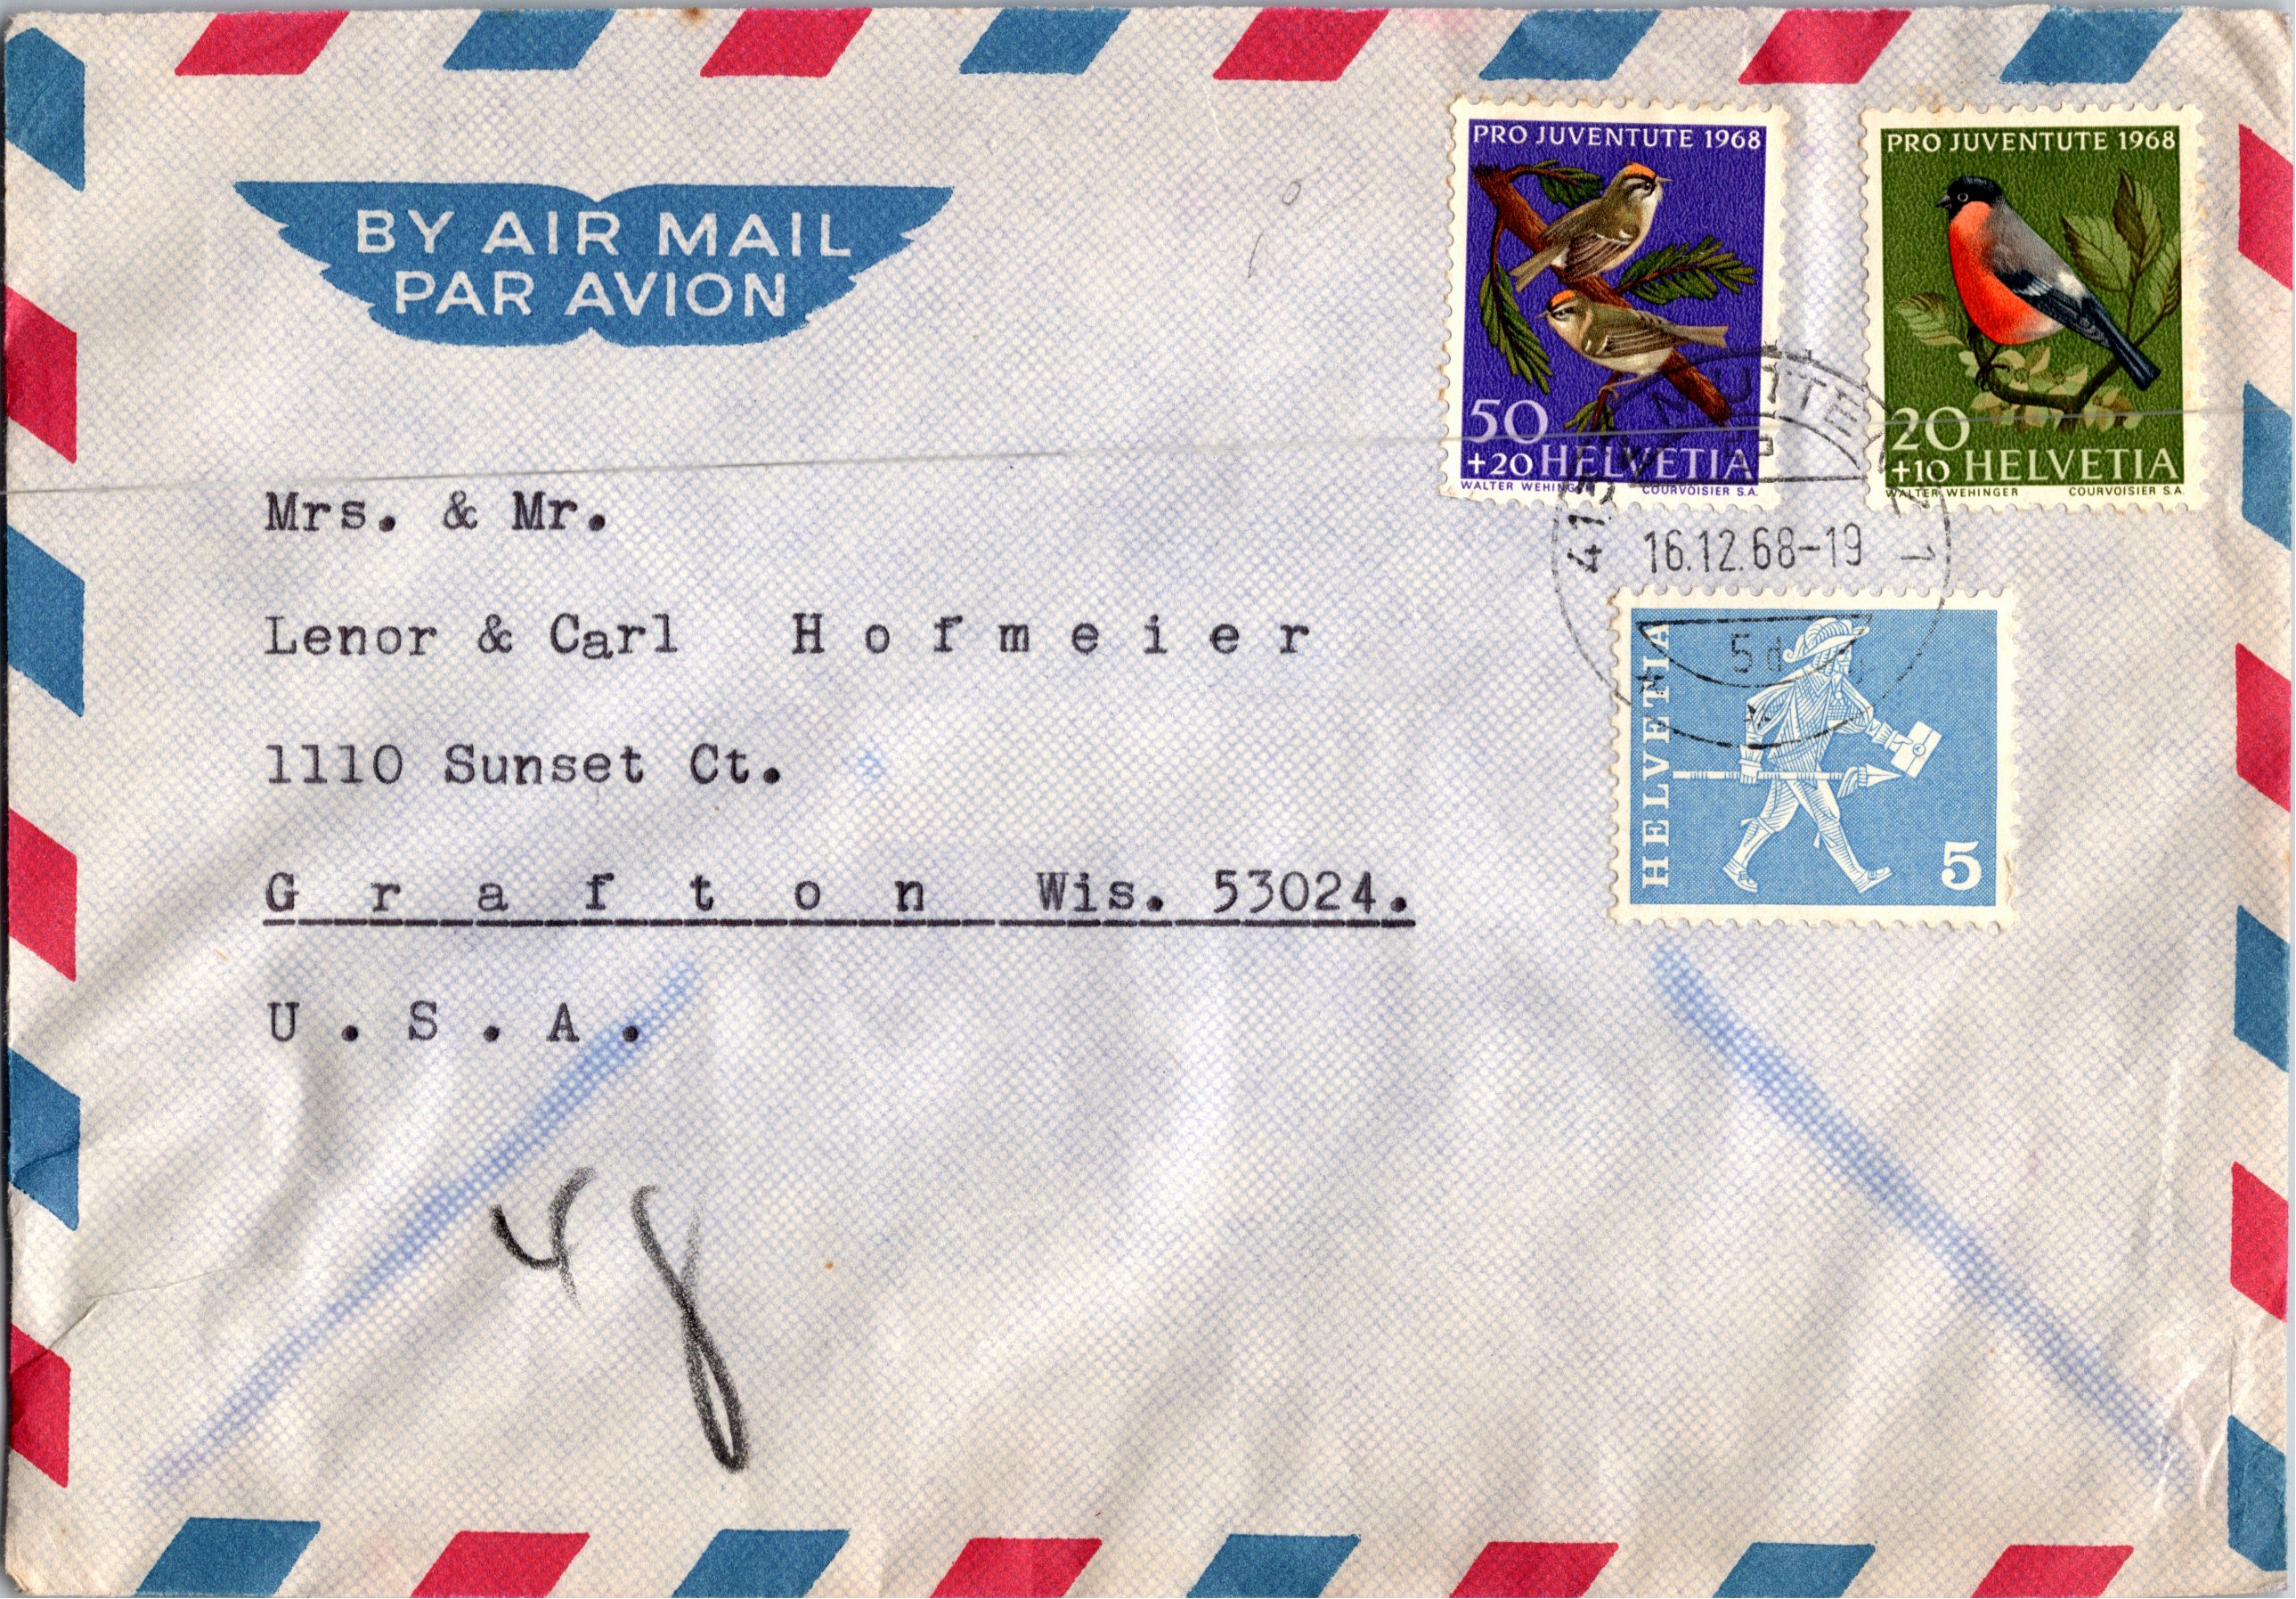 BY AIR MAIL
PAR AVION
PRO JUVENTUTE 1968
50
+20 HELVETIA
WALTER WEHINGER COURVOISIER S.A.
PRO JUVENTUTE 1968
20
+10 HELVETIA
WALTER WEHINGER COURVOISIER S.A.
16.12.68-19
HELVETIA
5
Mrs. & Mr.
Lenor & Carl H o f m e i e r
1110 Sunset Ct.
G r a f t o n Wis. 53024.
U . S . A .